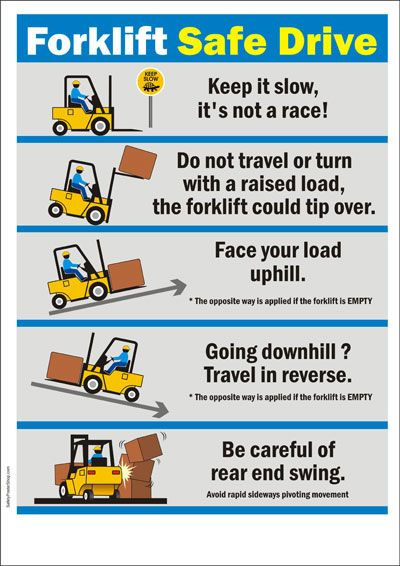 Forklift Safe Drive
KEEP
SLOW
Keep it slow,
it's not a race!
Do not travel or turn
with a raised load,
the forklift could tip over.
Face your load
uphill.
* The opposite way is applied if the forklift is EMPTY
Going downhill ?
Travel in reverse.
* The opposite way is applied if the forklift is EMPTY
Be careful of
rear end swing.
Avoid rapid sideways pivoting movement
SafetyPosterShop.com